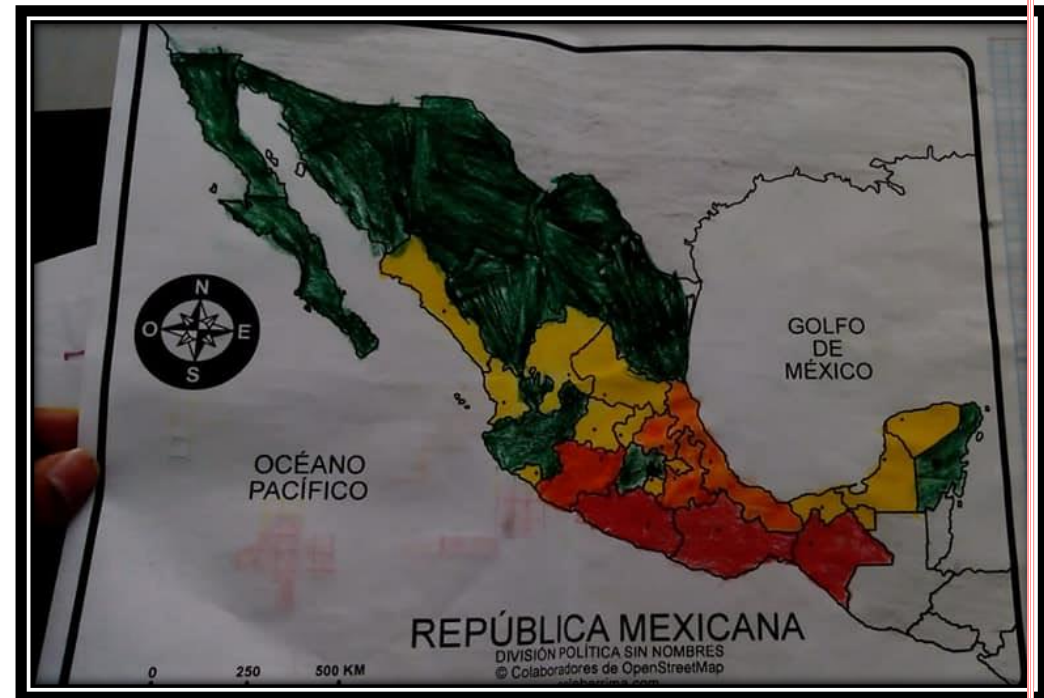 N
O
E
S
GOLFO
DE
MÉXICO
OCÉANO
PACÍFICO
REPÚBLICA MEXICANA
DIVISIÓN POLÍTICA SIN NOMBRES
© Colaboradores de OpenStreetMap
0 250 500 KM